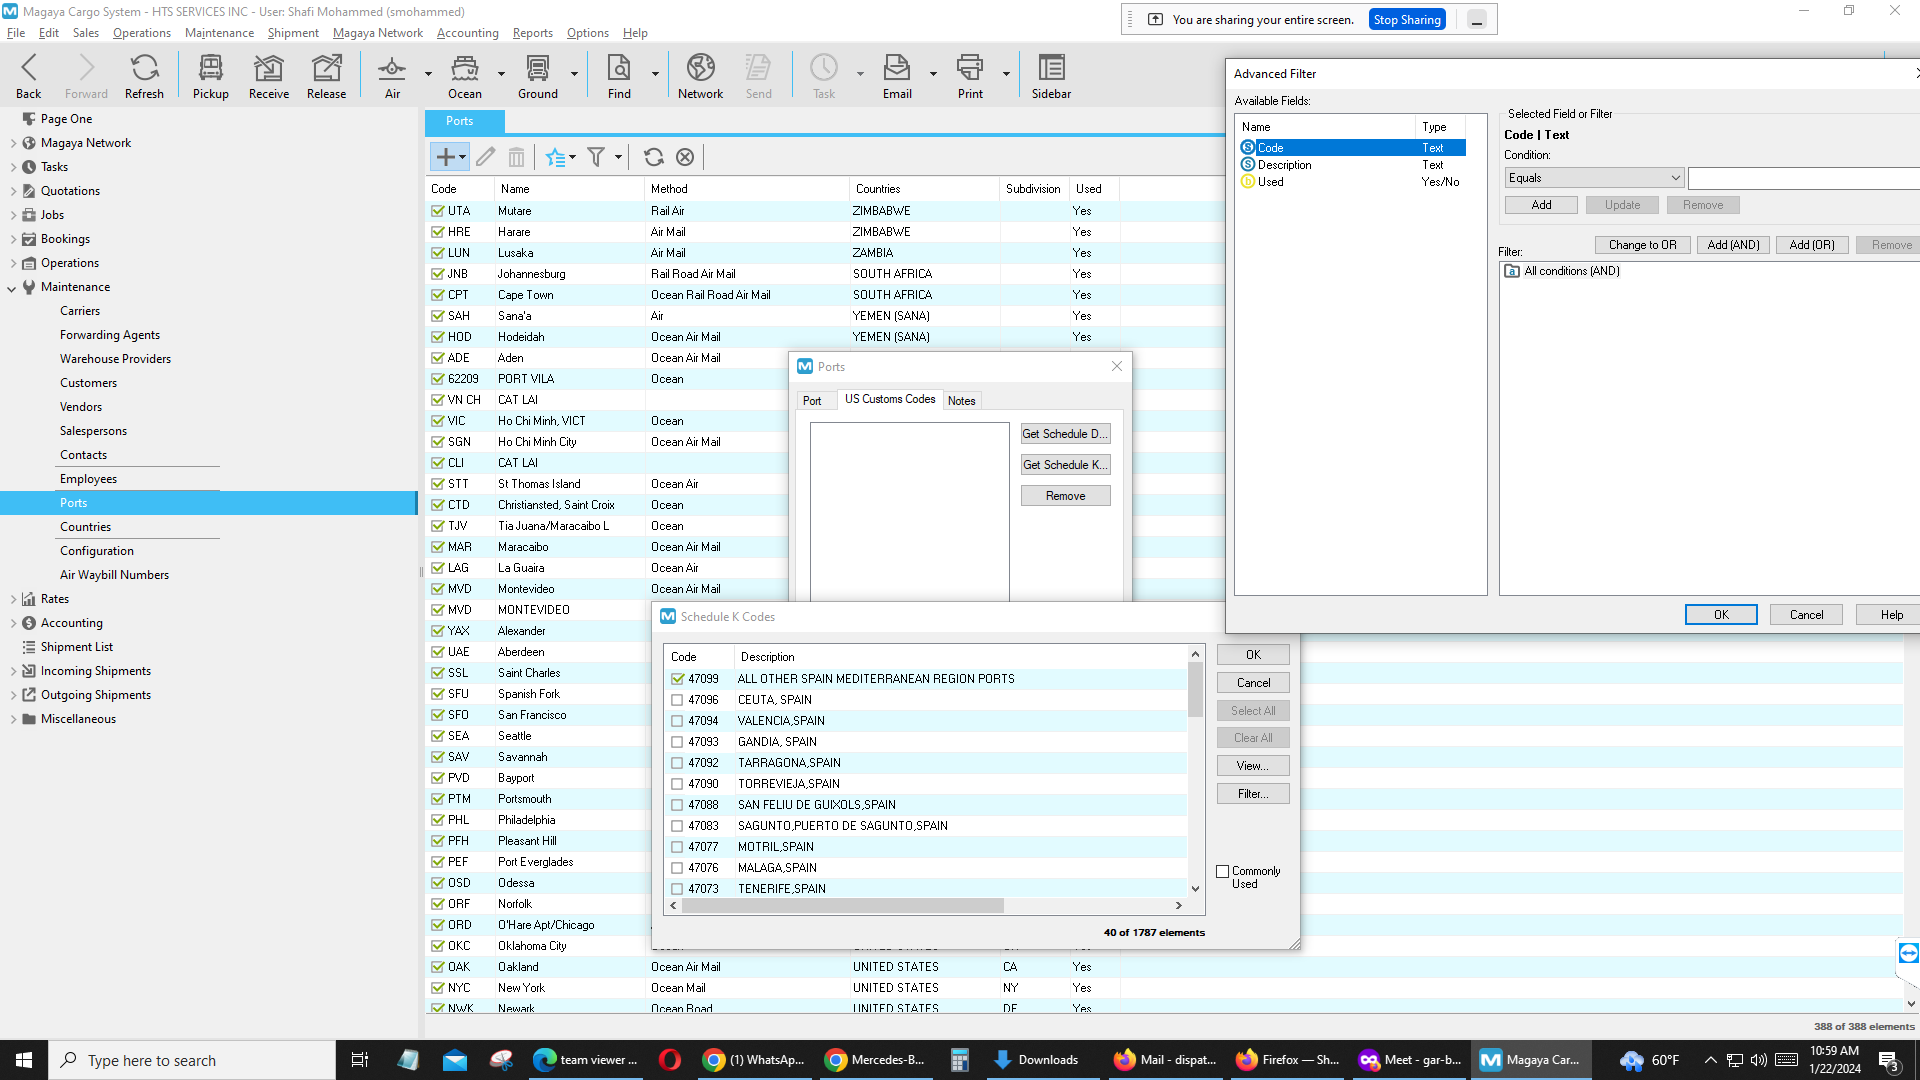 Magaya Cargo System - HTS SERVICES INC - User: Shafi Mohammed (smohammed)
You are sharing your entire screen.
Stop Sharing
File Edit Sales Operations Maintenance Shipment Magaya Network Accounting Reports Options Help
Back Forward Refresh Pickup Receive Release Air Ocean Ground Find Network Send Task Email Print Sidebar
Page One
Magaya Network
Tasks
Quotations
Jobs
Bookings
Operations
Maintenance
Carriers
Forwarding Agents
Warehouse Providers
Customers
Vendors
Salespersons
Contacts
Employees
Ports
Countries
Configuration
Air Waybill Numbers
Rates
Accounting
Shipment List
Incoming Shipments
Outgoing Shipments
Miscellaneous
Ports
Code Name Method Countries Subdivision Used
UTA Mutare Rail Air ZIMBABWE Yes
HRE Harare Air Mail ZIMBABWE Yes
LUN Lusaka Air Mail ZAMBIA Yes
JNB Johannesburg Rail Road Air Mail SOUTH AFRICA Yes
CPT Cape Town Ocean Rail Road Air Mail SOUTH AFRICA Yes
SAH Sana'a Air YEMEN (SANA) Yes
HOD Hodeidah Ocean Air Mail YEMEN (SANA) Yes
ADE Aden Ocean Air Mail
62209 PORT VILA Ocean
VN CH CAT LAI
VIC Ho Chi Minh, VICT Ocean
SGN Ho Chi Minh City Ocean Air Mail
CLI CAT LAI
STT St Thomas Island Ocean Air
CTD Christiansted, Saint Croix Ocean
TJV Tia Juana/Maracaibo L Ocean
MAR Maracaibo Ocean Air Mail
LAG La Guaira Ocean Air
MVD Montevideo Ocean Air Mail
MVD MONTEVIDEO
YAX Alexander
UAE Aberdeen
SSL Saint Charles
SFU Spanish Fork
SFO San Francisco
SEA Seattle
SAV Savannah
PVD Bayport
PTM Portsmouth
PHL Philadelphia
PFH Pleasant Hill
PEF Port Everglades
OSD Odessa
ORF Norfolk
ORD O'Hare Apt/Chicago
OKC Oklahoma City
OAK Oakland Ocean Air Mail UNITED STATES CA Yes
NYC New York Ocean Mail UNITED STATES NY Yes
NWK Newark Ocean Road UNITED STATES DE Yes
388 of 388 elements
Ports
Port US Customs Codes Notes
Get Schedule D...
Get Schedule K...
Remove
Schedule K Codes
Code Description
47099 ALL OTHER SPAIN MEDITERRANEAN REGION PORTS
47096 CEUTA, SPAIN
47094 VALENCIA,SPAIN
47093 GANDIA, SPAIN
47092 TARRAGONA,SPAIN
47090 TORREVIEJA,SPAIN
47088 SAN FELIU DE GUIXOLS,SPAIN
47083 SAGUNTO,PUERTO DE SAGUNTO,SPAIN
47077 MOTRIL,SPAIN
47076 MALAGA,SPAIN
47073 TENERIFE,SPAIN
OK
Cancel
Select All
Clear All
View...
Filter...
Commonly Used
40 of 1787 elements
Advanced Filter
Available Fields:
Name Type
Code Text
Description Text
Used Yes/No
Selected Field or Filter
Code | Text
Condition:
Equals
Add Update Remove
Change to OR Add (AND) Add (OR) Remove
Filter:
All conditions (AND)
OK Cancel Help
Type here to search
team viewer ...
(1) WhatsAp...
Mercedes-B...
Downloads
Mail - dispat...
Firefox — Sh...
Meet - gar-b...
Magaya Car...
60°F
10:59 AM
1/22/2024
3